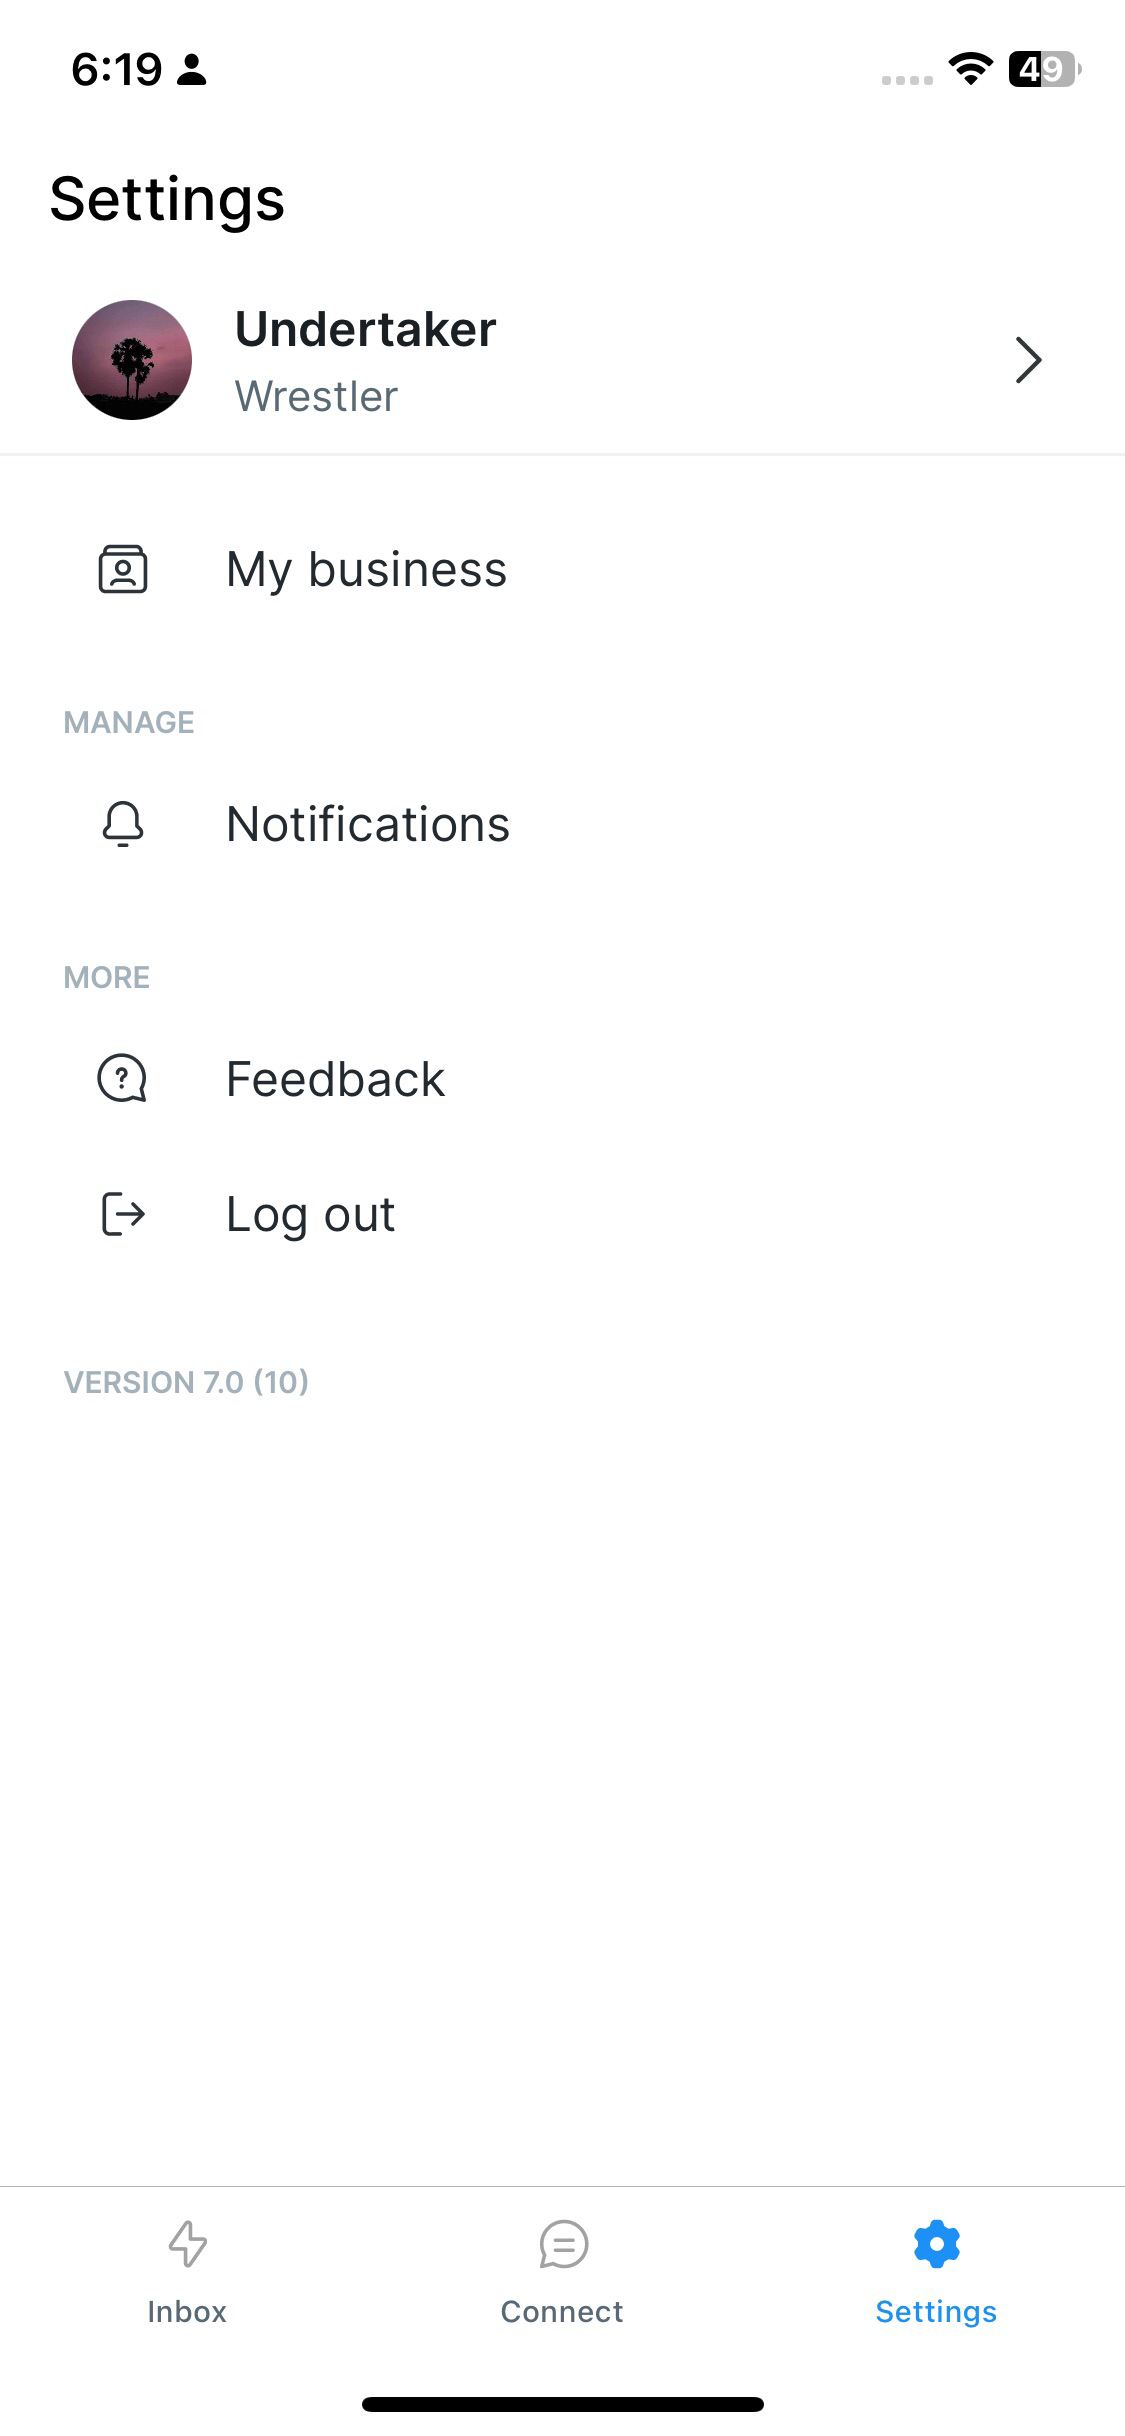 6:19
49
Settings
Undertaker
Wrestler
My business
MANAGE
Notifications
MORE
Feedback
Log out
VERSION 7.0 (10)
Inbox
Connect
Settings